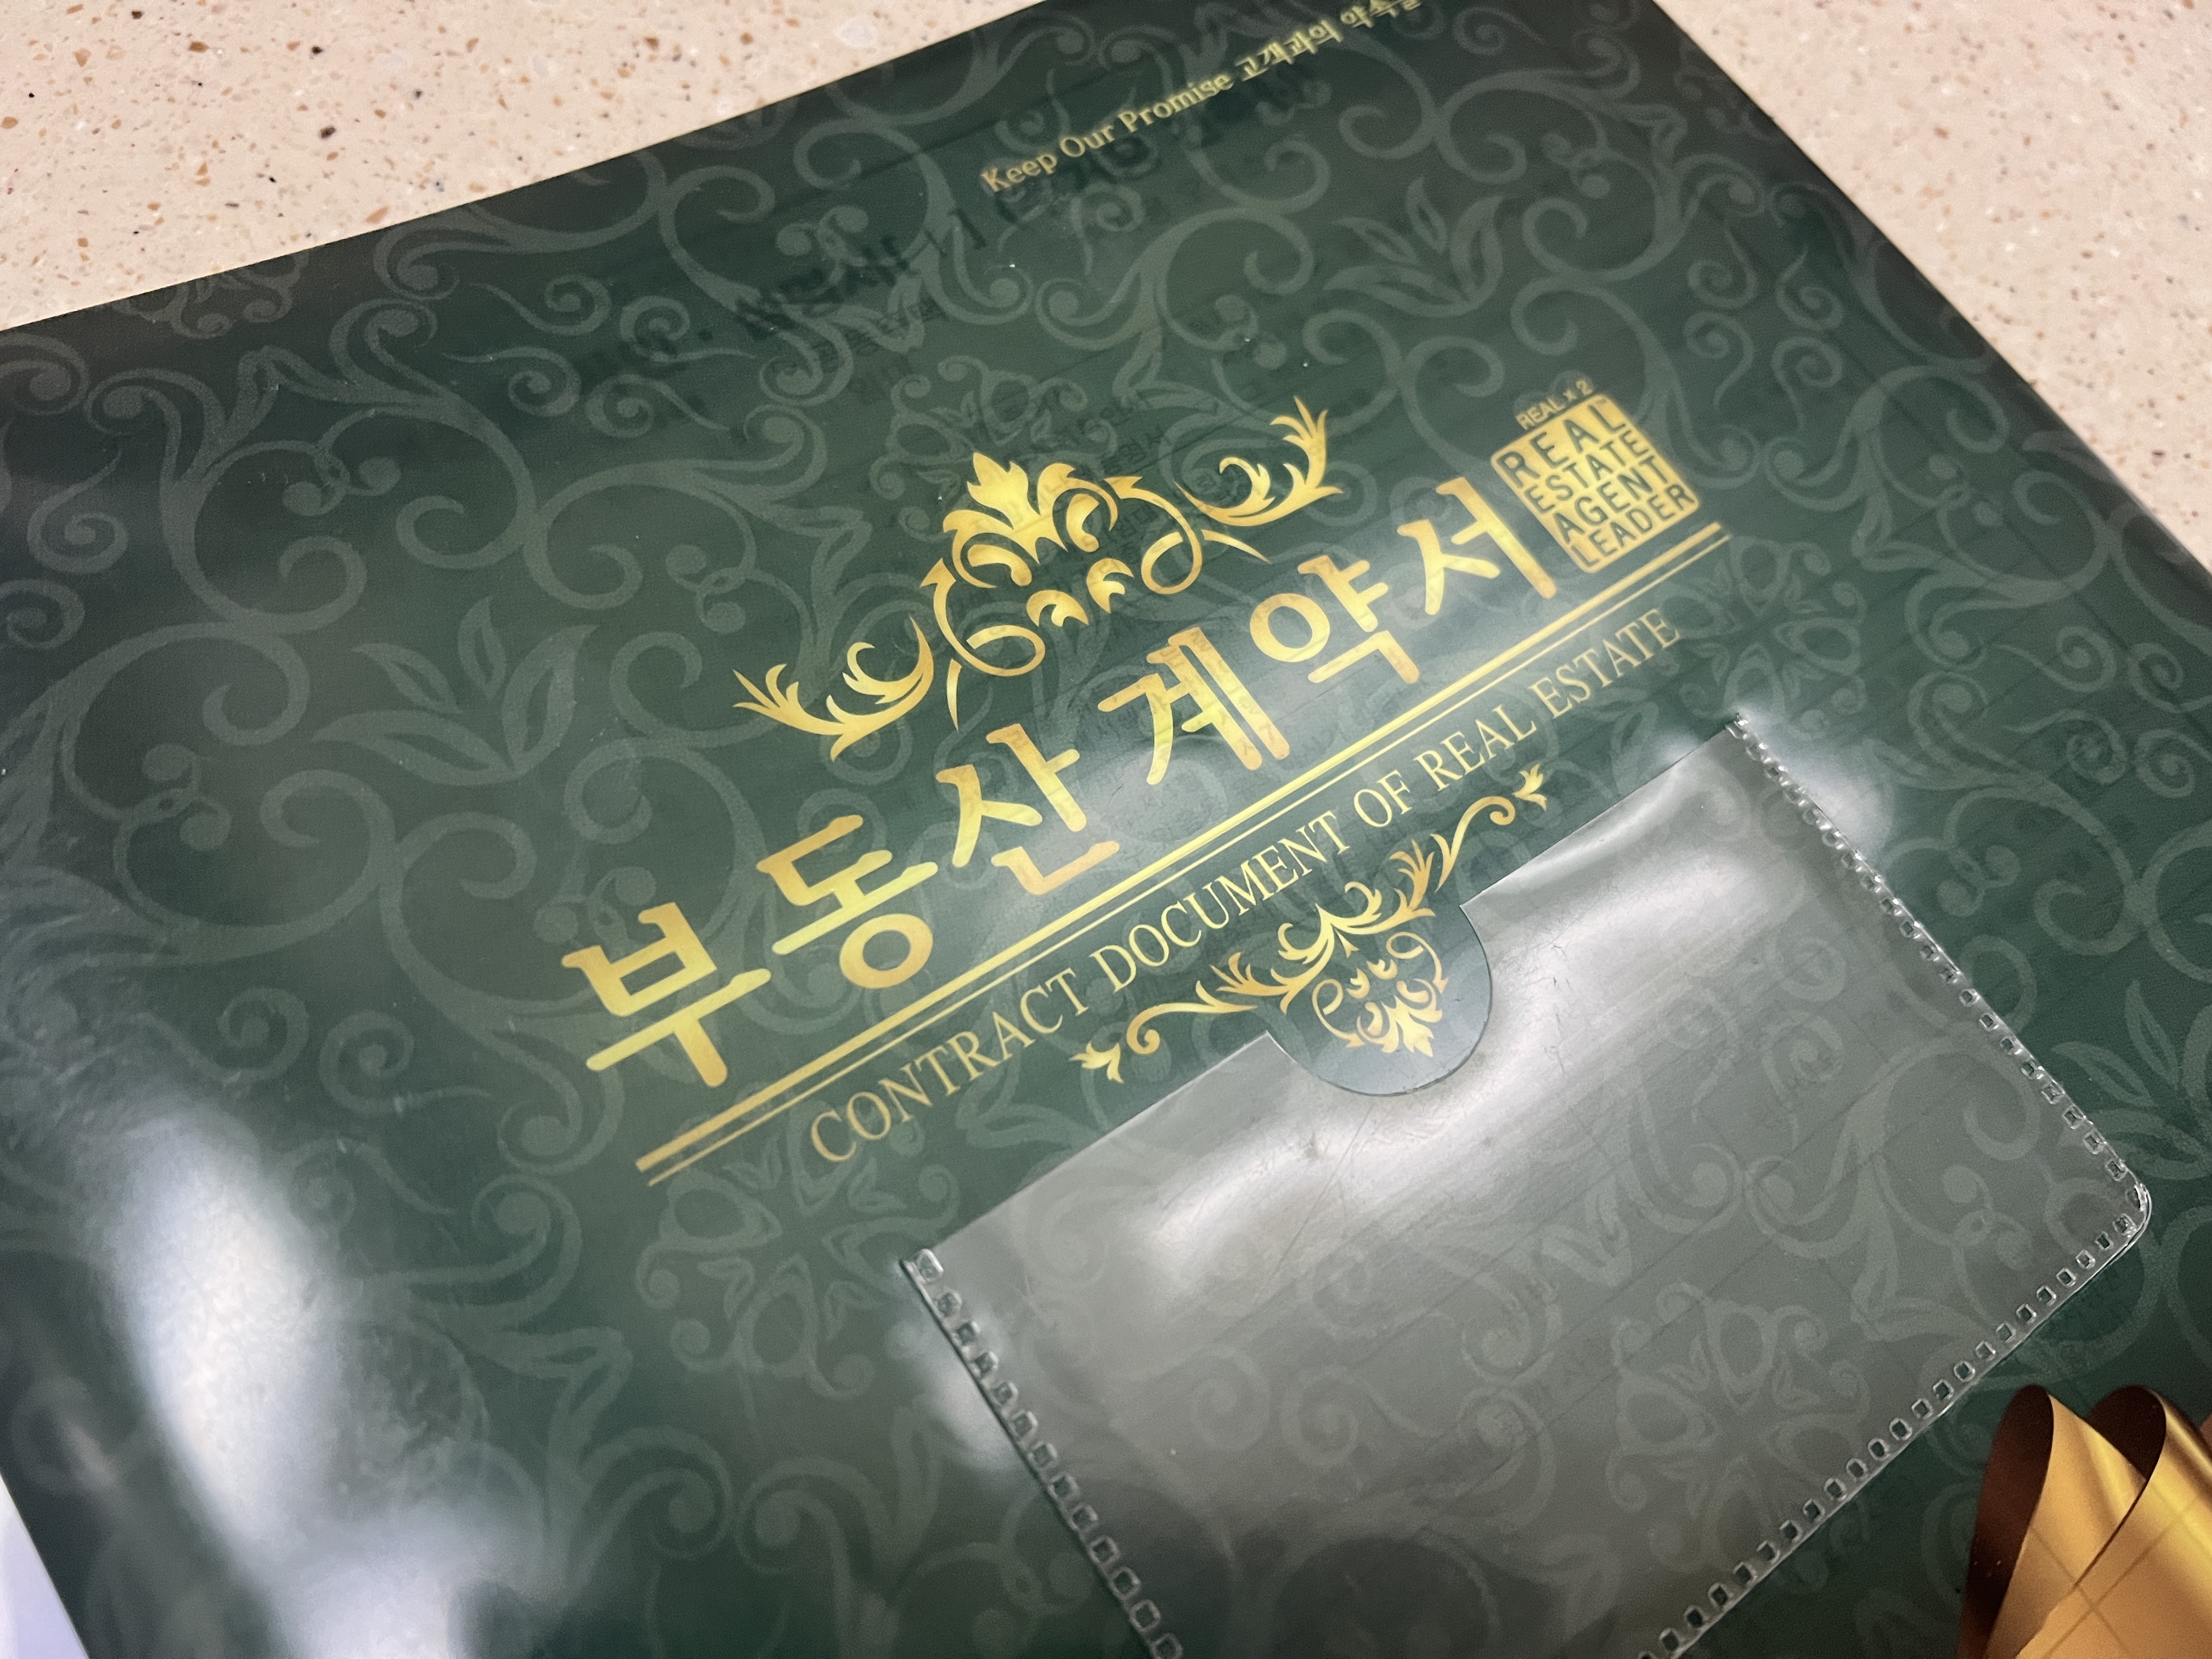 Keep Our Promise 고객과의 약속을
REAL x 2
REAL
ESTATE
AGENT
LEADER
부동산계약서
CONTRACT DOCUMENT OF REAL ESTATE